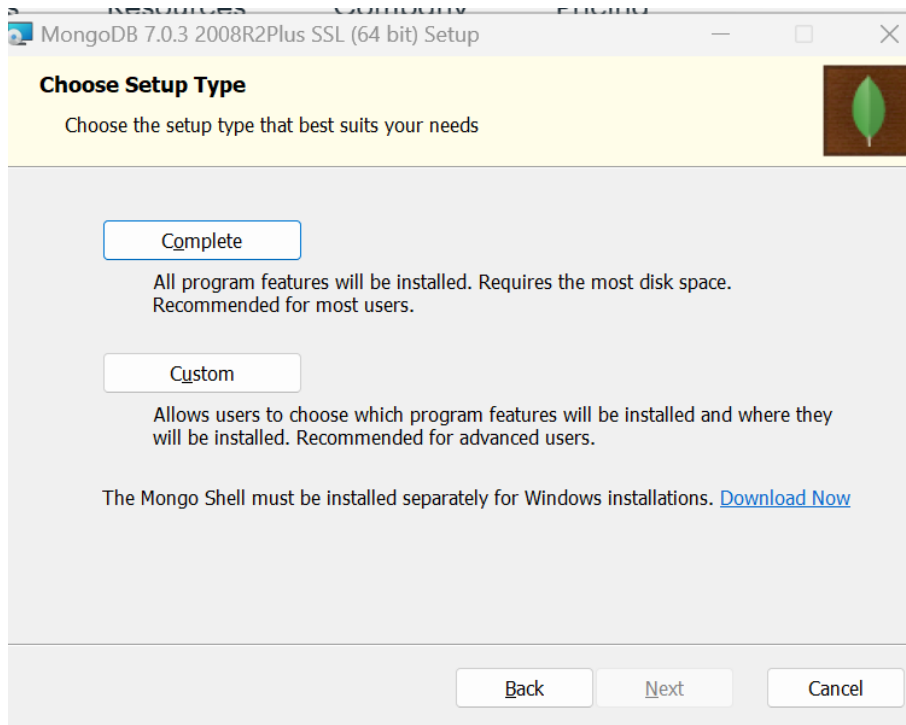 Resources Company Pricing
MongoDB 7.0.3 2008R2Plus SSL (64 bit) Setup
Choose Setup Type
Choose the setup type that best suits your needs
Complete
All program features will be installed. Requires the most disk space.
Recommended for most users.
Custom
Allows users to choose which program features will be installed and where they
will be installed. Recommended for advanced users.
The Mongo Shell must be installed separately for Windows installations. Download Now
Back Next Cancel